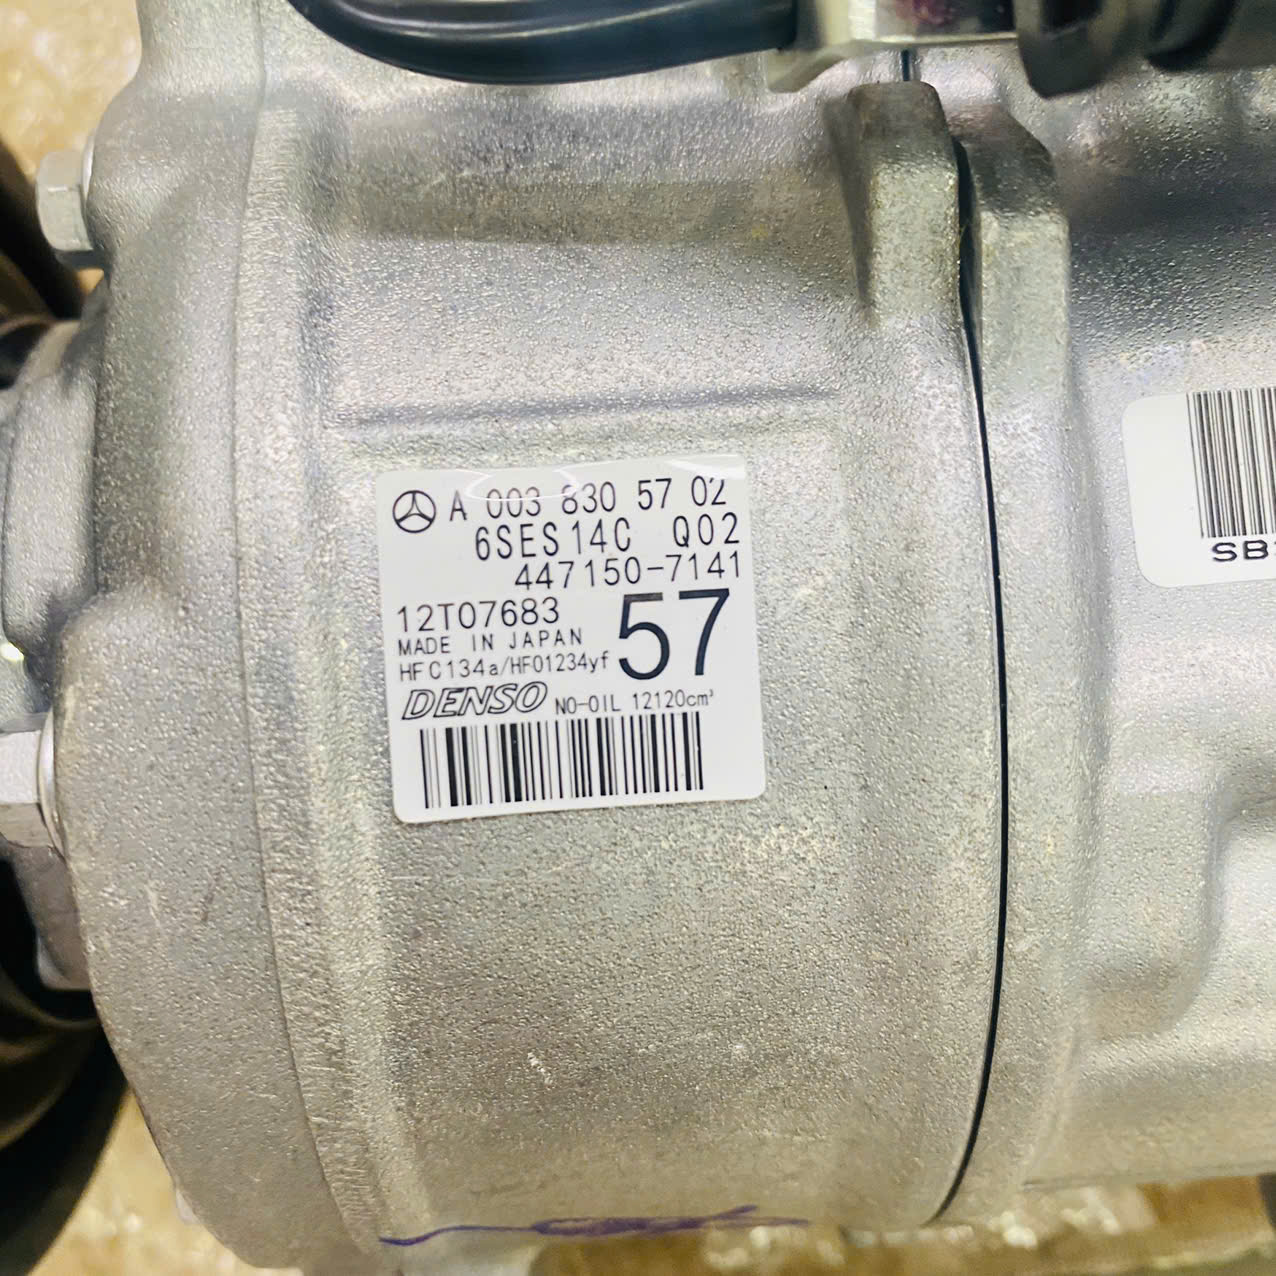 A 003 830 57 02
6SES14C Q02
447150-7141
12T07683
MADE IN JAPAN
57
HFC134a/HFO1234yf
DENSO NO-OIL 12120cm³
SB